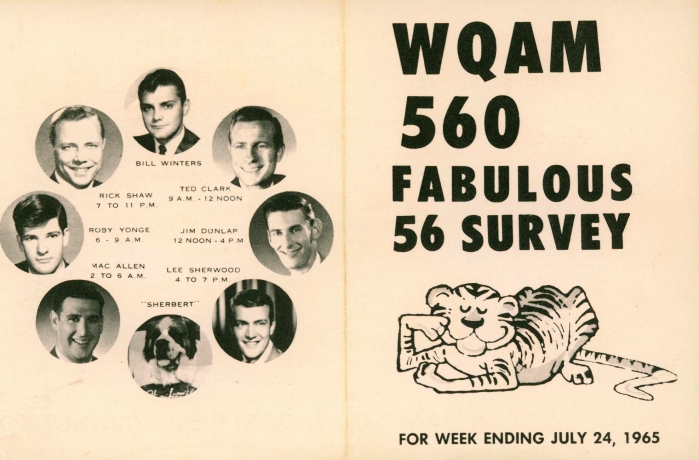 BILL WINTERS
RICK SHAW
7 TO 11 P.M.
TED CLARK
9 A.M. - 12 NOON
ROBY YONGE
6 - 9 A.M
JIM DUNLAP
12 NOON - 4 P.M
MAC ALLEN
2 TO 6 A.M.
LEE SHERWOOD
4 TO 7 P.M
"SHERBERT"
WQAM
560
FABULOUS
56 SURVEY
FOR WEEK ENDING JULY 24, 1965